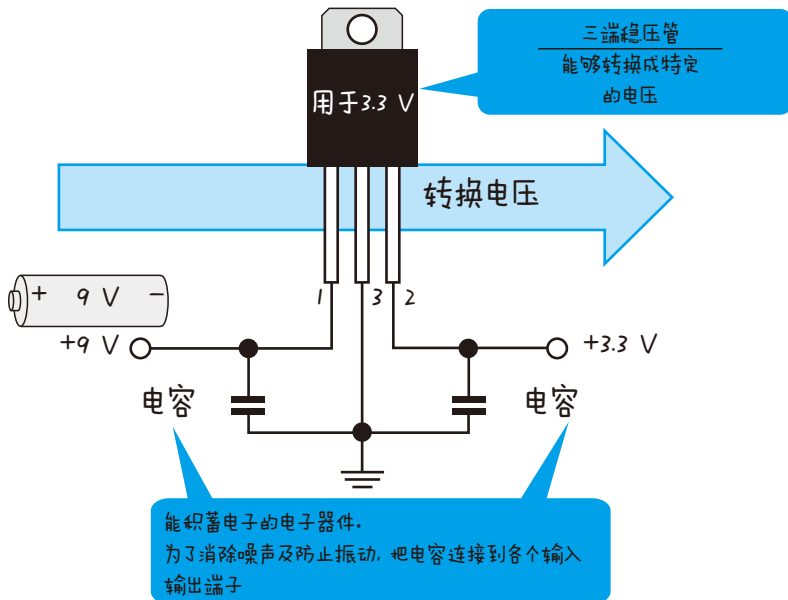 三端稳压管
能够转换成特定
的电压
用于3.3 V
转换电压
+ 9 V -
1 3 2
+9 V
+3.3 V
电容
电容
能积蓄电子的电子器件.
为了消除噪声及防止振动, 把电容连接到各个输入
输出端子